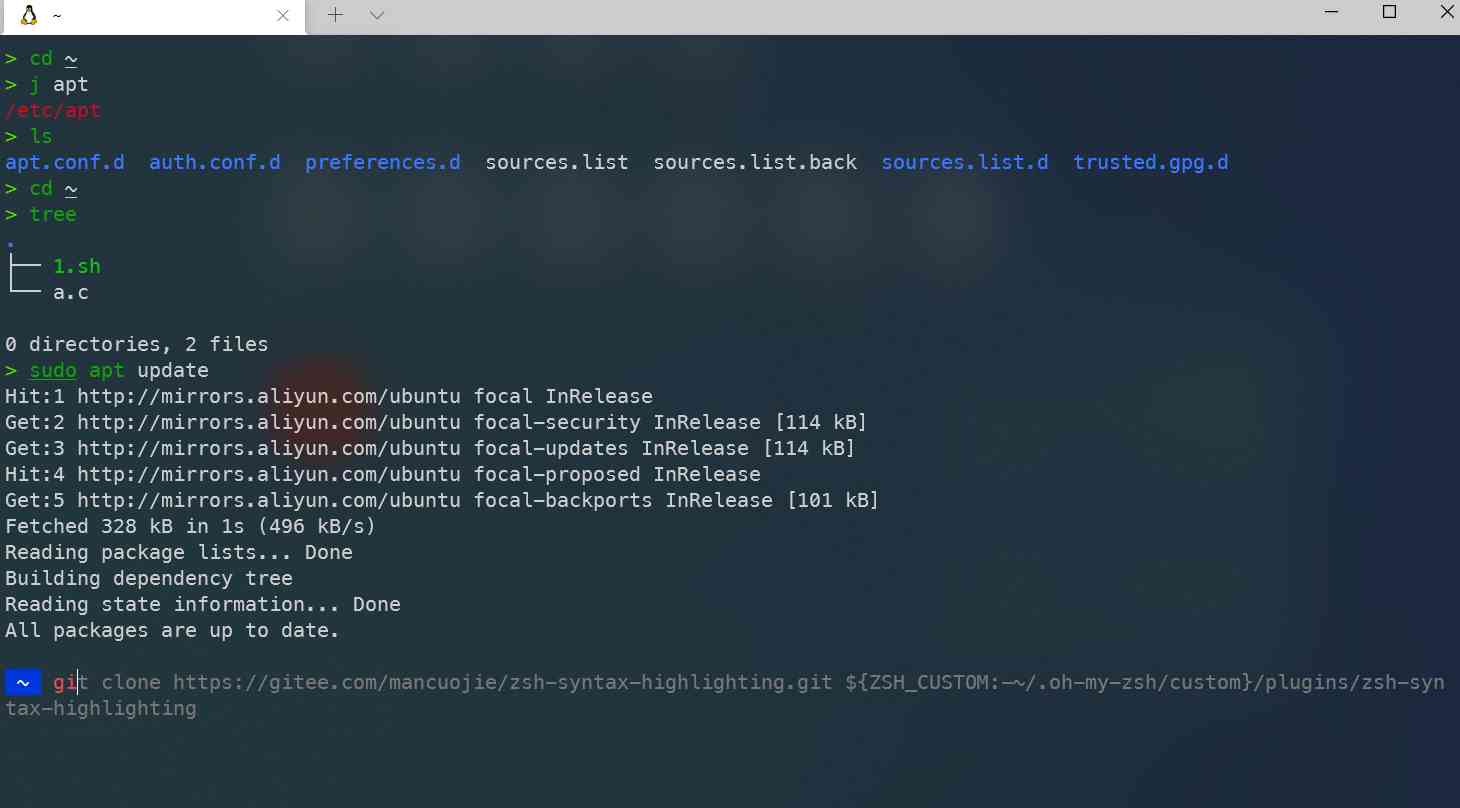 ~
> cd ~
> j apt
/etc/apt
> ls
apt.conf.d  auth.conf.d  preferences.d  sources.list  sources.list.back  sources.list.d  trusted.gpg.d
> cd ~
> tree
.
├── 1.sh
└── a.c
0 directories, 2 files
> sudo apt update
Hit:1 http://mirrors.aliyun.com/ubuntu focal InRelease
Get:2 http://mirrors.aliyun.com/ubuntu focal-security InRelease [114 kB]
Get:3 http://mirrors.aliyun.com/ubuntu focal-updates InRelease [114 kB]
Hit:4 http://mirrors.aliyun.com/ubuntu focal-proposed InRelease
Get:5 http://mirrors.aliyun.com/ubuntu focal-backports InRelease [101 kB]
Fetched 328 kB in 1s (496 kB/s)
Reading package lists... Done
Building dependency tree
Reading state information... Done
All packages are up to date.
~ git clone https://gitee.com/mancuojie/zsh-syntax-highlighting.git ${ZSH_CUSTOM:-~/.oh-my-zsh/custom}/plugins/zsh-syn
tax-highlighting